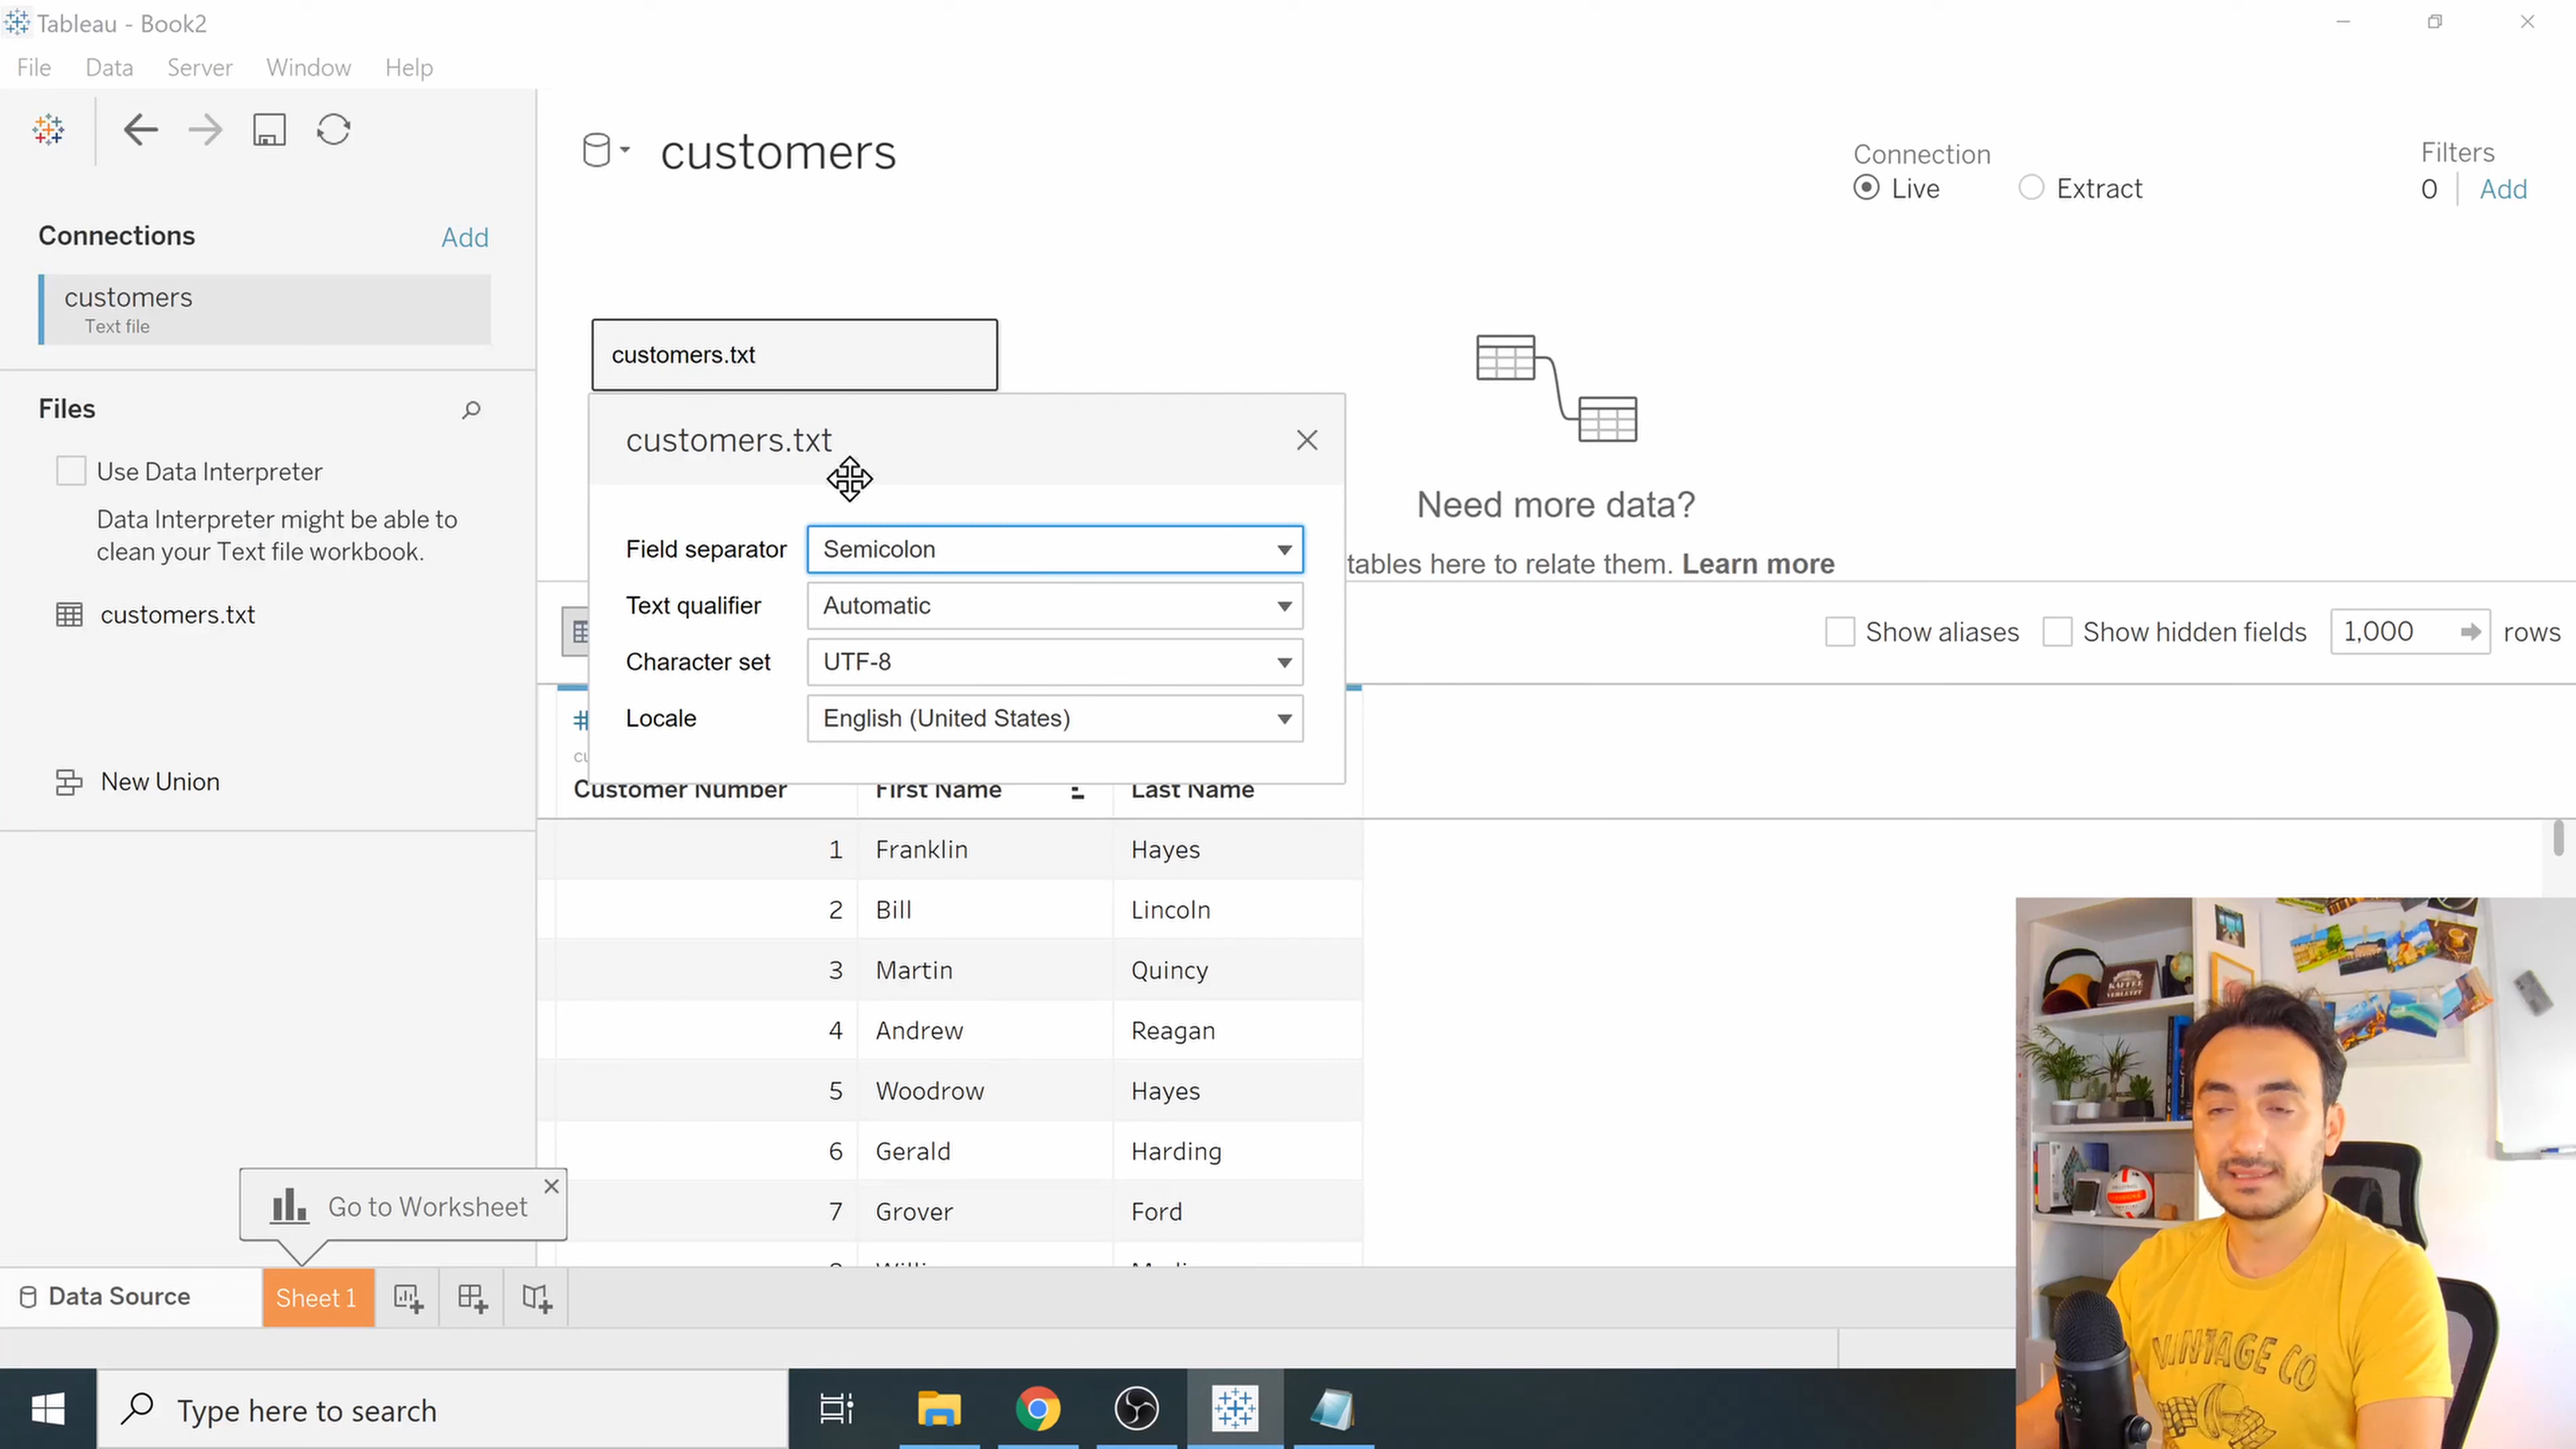 Tableau - Book2
File Data Server Window Help
customers
Connection
Live Extract
Filters
0 Add
Connections Add
customers
Text file
customers.txt
Files
customers.txt
Use Data Interpreter
Data Interpreter might be able to
clean your Text file workbook.
Need more data?
tables here to relate them. Learn more
Field separator Semicolon
Text qualifier Automatic
Character set UTF-8
Locale English (United States)
customers.txt
Show aliases Show hidden fields 1,000 rows
New Union
Customer Number First Name Last Name
1 Franklin Hayes
2 Bill Lincoln
3 Martin Quincy
4 Andrew Reagan
5 Woodrow Hayes
6 Gerald Harding
7 Grover Ford
Go to Worksheet
Data Source Sheet 1
Type here to search
VINTAGE CO